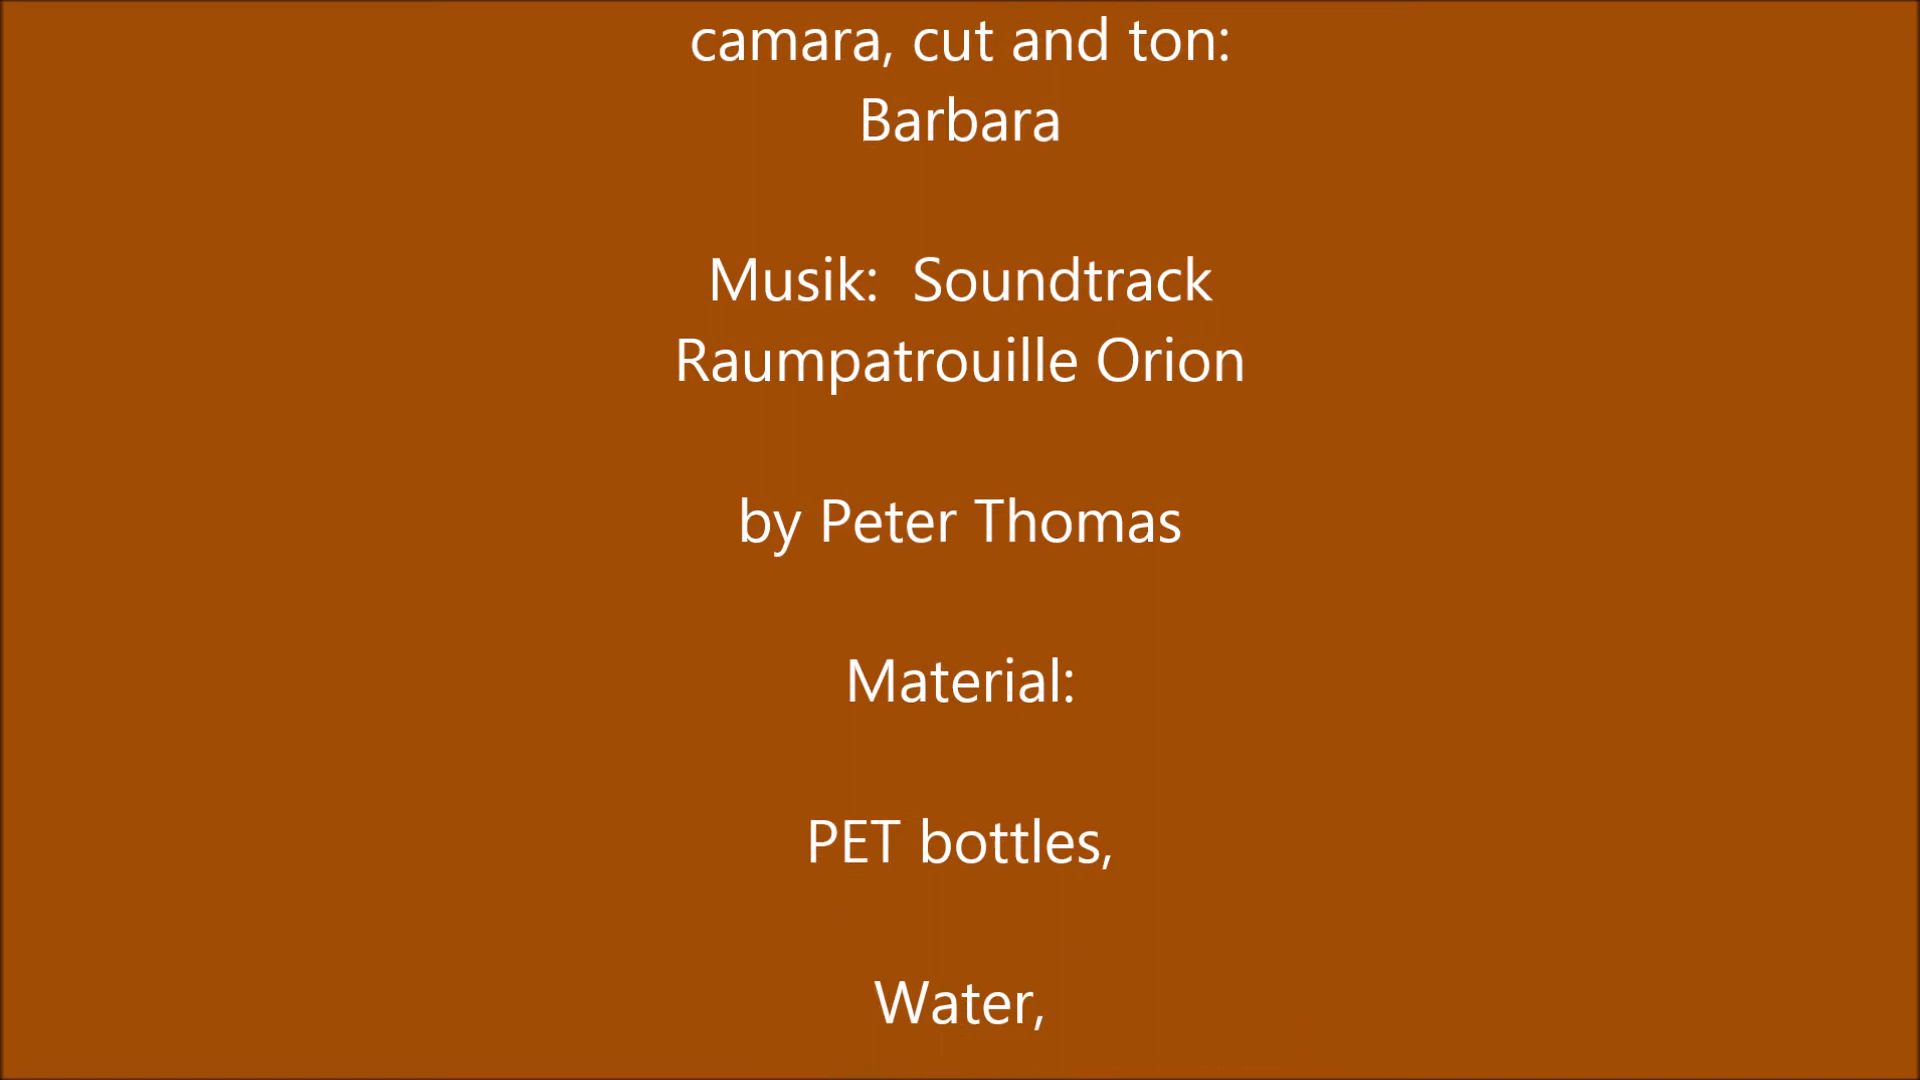 camara, cut and ton:
Barbara
Musik:  Soundtrack
Raumpatrouille Orion
by Peter Thomas
Material:
PET bottles,
Water,